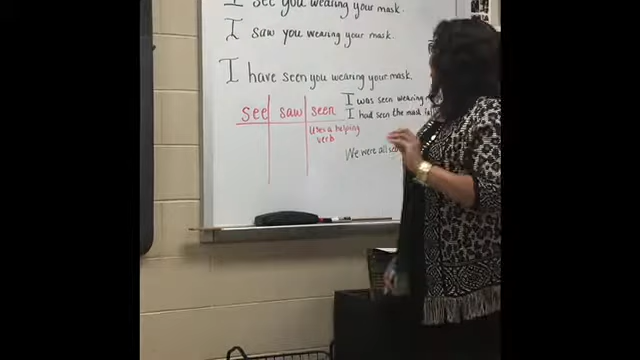 I see you wearing your mask.
I saw you wearing your mask.
I have seen you wearing your mask.
see saw seen
Uses a helping
verb
I was seen wearing
I had seen the mask
We were all